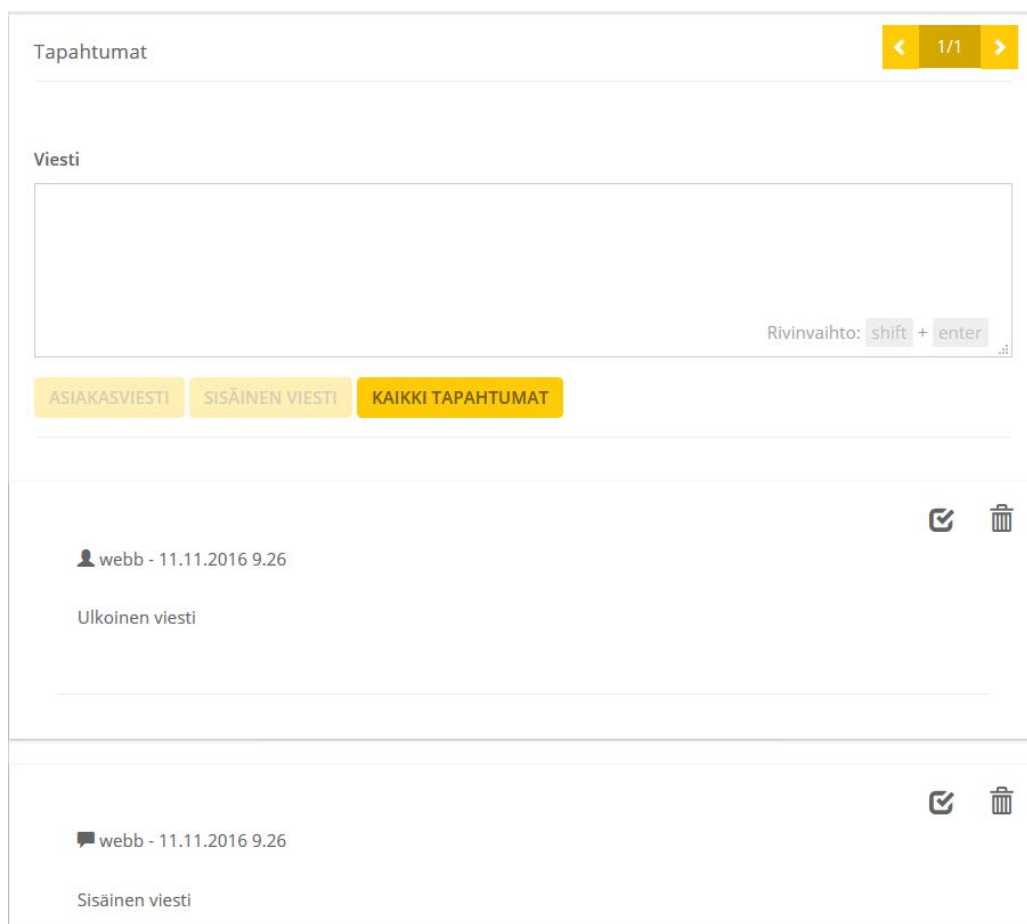 Tapahtumat
1/1
Viesti
Rivinvaihto: shift + enter
ASIAKASVIESTI SISÄINEN VIESTI KAIKKI TAPAHTUMAT
webb - 11.11.2016 9.26
Ulkoinen viesti
webb - 11.11.2016 9.26
Sisäinen viesti